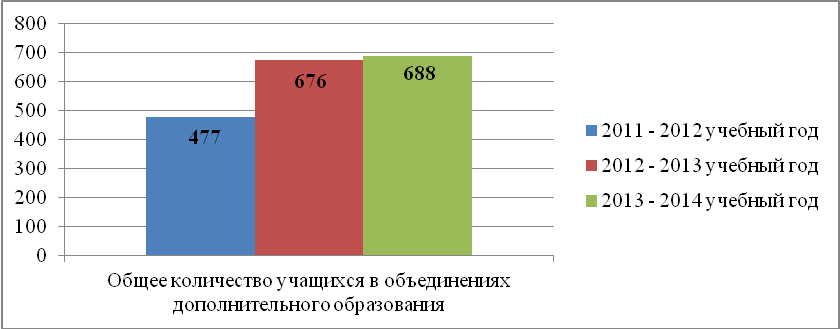 800
700
600
500
400
300
200
100
0
477
676
688
Общее количество учащихся в объединениях
дополнительного образования
2011 - 2012 учебный год
2012 - 2013 учебный год
2013 - 2014 учебный год